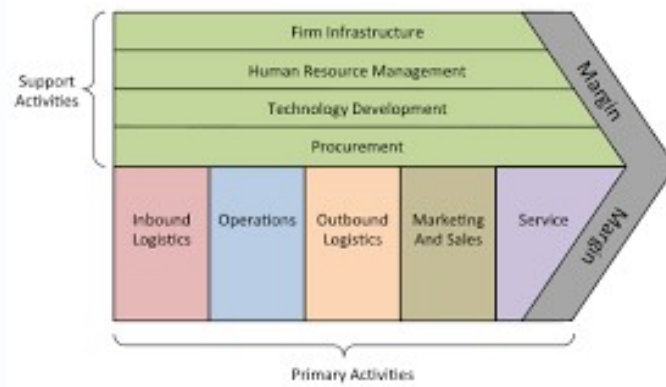 Firm Infrastructure
Support
Activities
Human Resource Management
Technology Development
Procurement
Margin
Inbound
Logistics
Operations
Outbound
Logistics
Marketing
And Sales
Service
Margin
Primary Activities